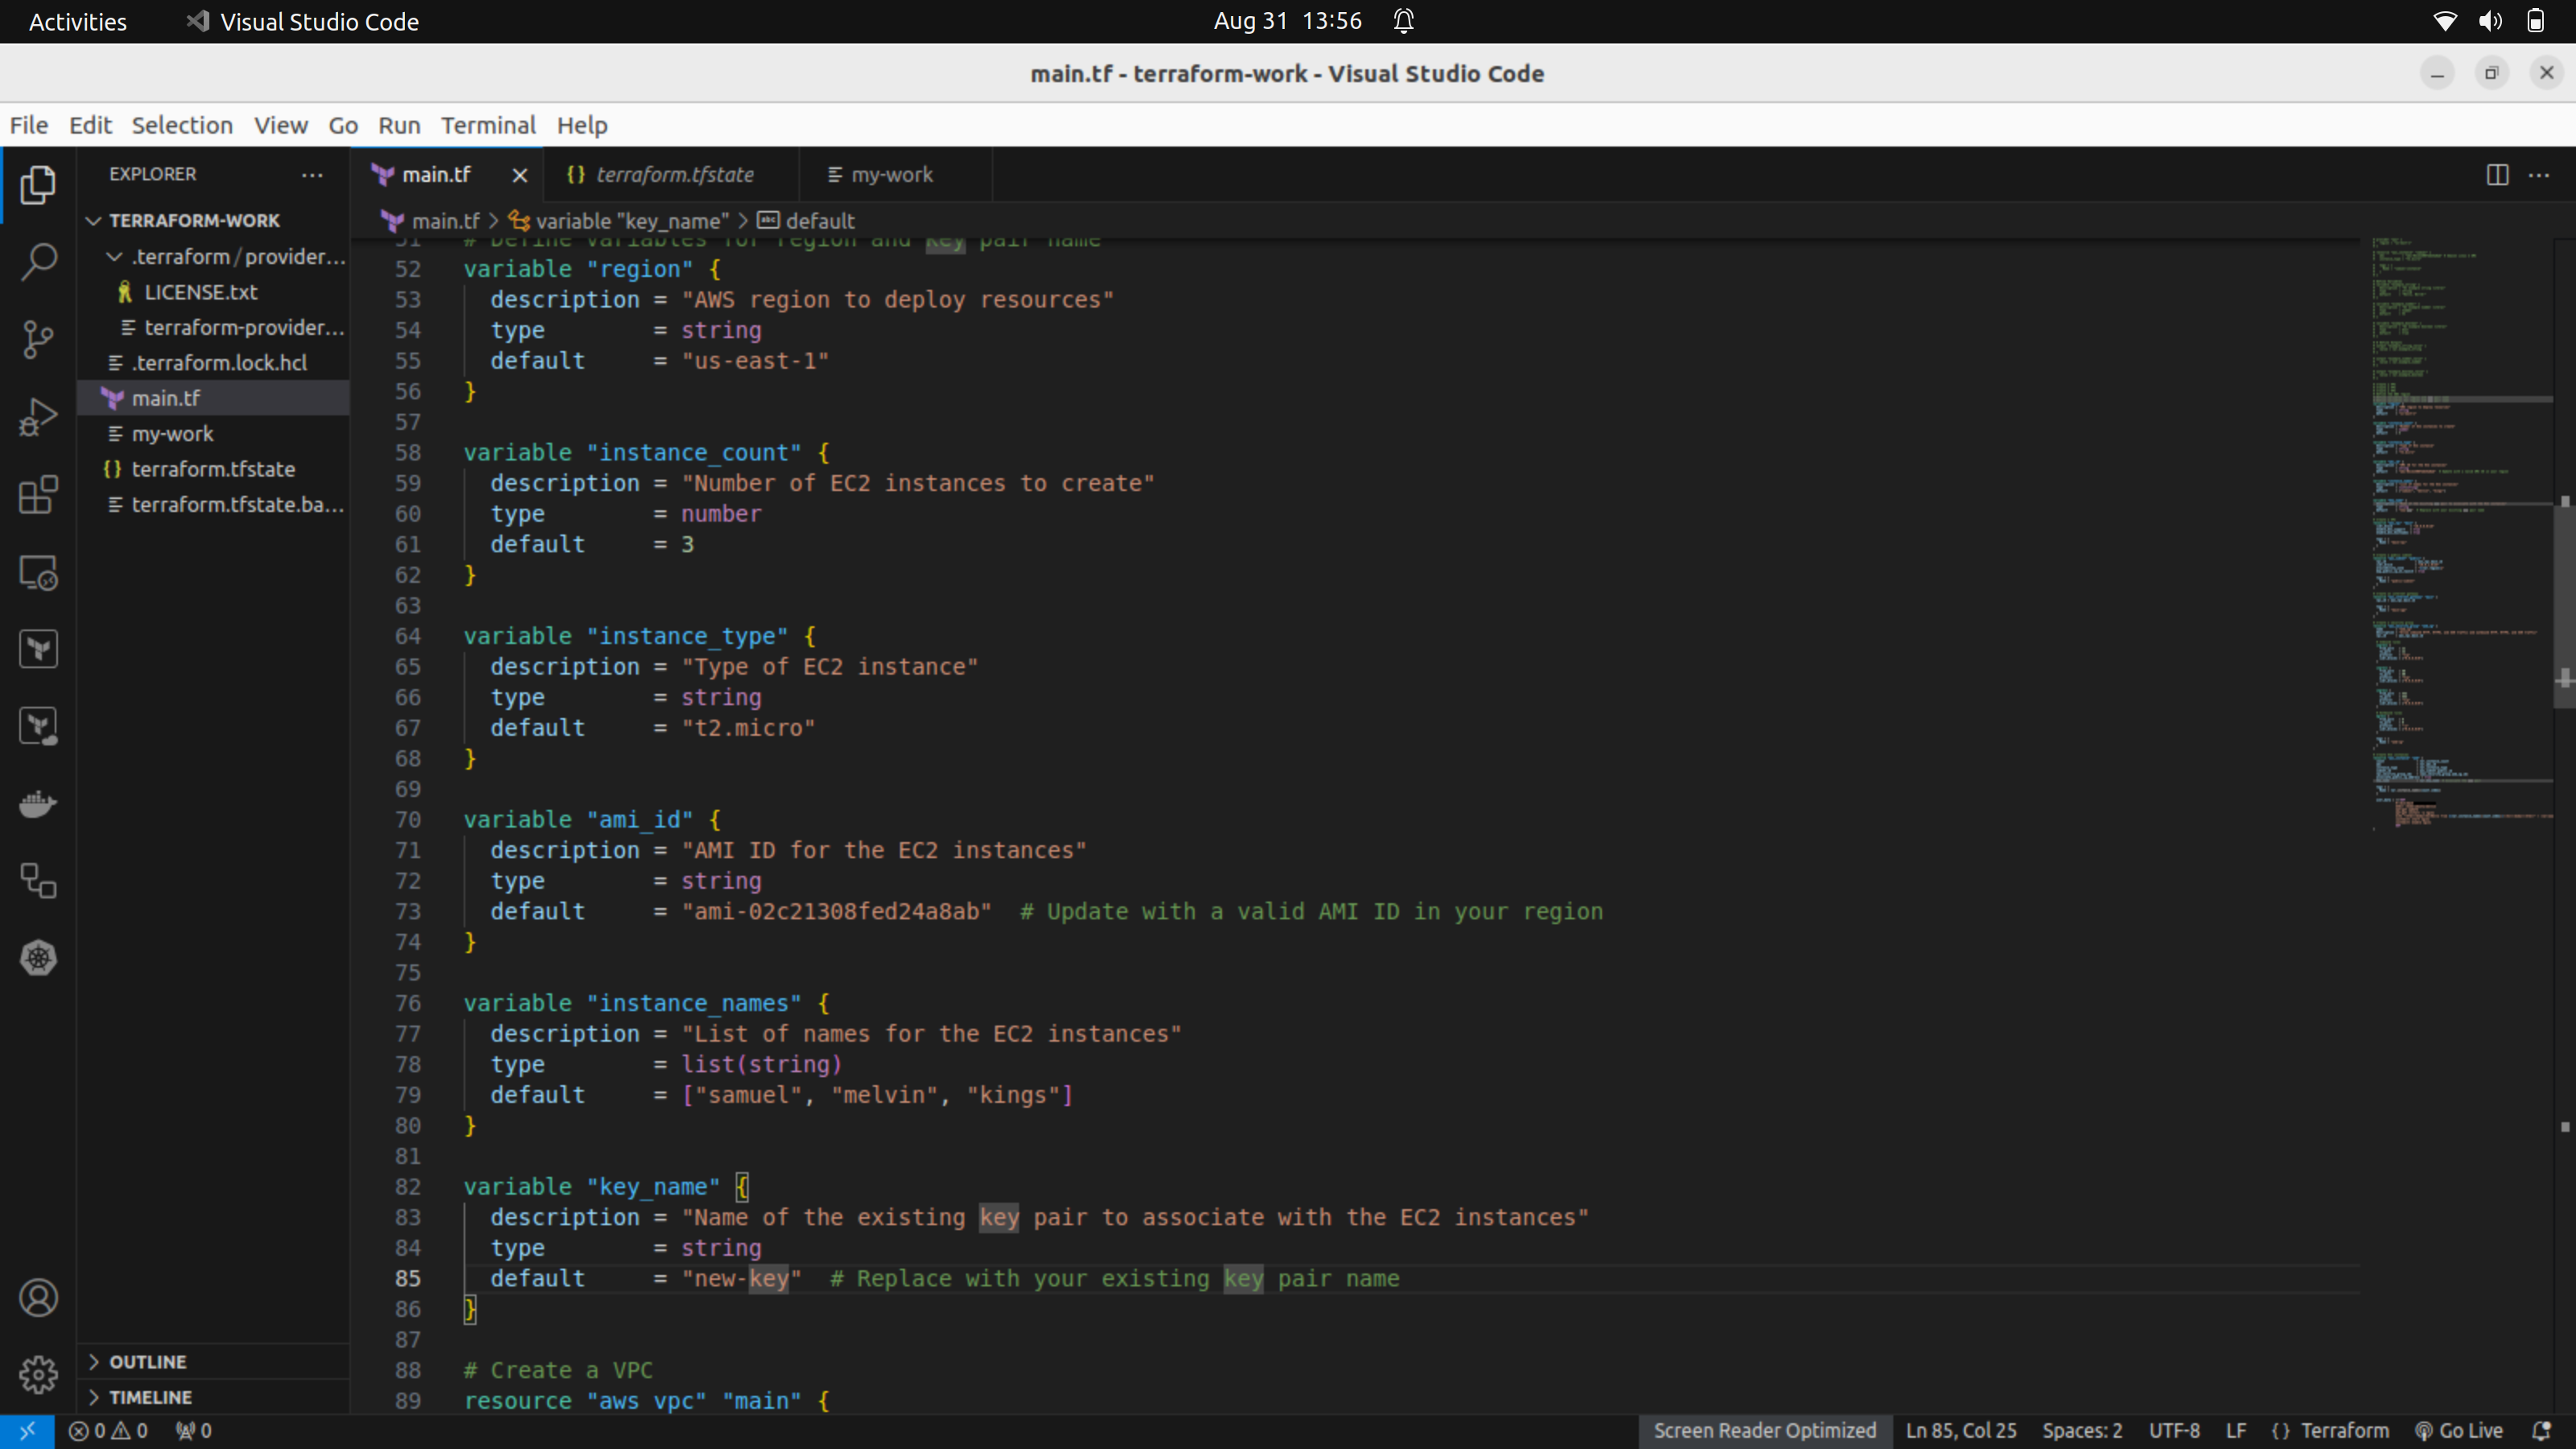 Activities Visual Studio Code Aug 31 13:56
main.tf - terraform-work - Visual Studio Code
File Edit Selection View Go Run Terminal Help
EXPLORER ···
TERRAFORM-WORK
.terraform/provider...
LICENSE.txt
terraform-provider...
.terraform.lock.hcl
main.tf
my-work
terraform.tfstate
terraform.tfstate.ba...
OUTLINE
TIMELINE
main.tf terraform.tfstate my-work
main.tf > variable "key_name" > default
51 # Define variables for region and key pair name
52 variable "region" {
53   description = "AWS region to deploy resources"
54   type        = string
55   default     = "us-east-1"
56 }
57
58 variable "instance_count" {
59   description = "Number of EC2 instances to create"
60   type        = number
61   default     = 3
62 }
63
64 variable "instance_type" {
65   description = "Type of EC2 instance"
66   type        = string
67   default     = "t2.micro"
68 }
69
70 variable "ami_id" {
71   description = "AMI ID for the EC2 instances"
72   type        = string
73   default     = "ami-02c21308fed24a8ab"  # Update with a valid AMI ID in your region
74 }
75
76 variable "instance_names" {
77   description = "List of names for the EC2 instances"
78   type        = list(string)
79   default     = ["samuel", "melvin", "kings"]
80 }
81
82 variable "key_name" {
83   description = "Name of the existing key pair to associate with the EC2 instances"
84   type        = string
85   default     = "new-key"  # Replace with your existing key pair name
86 }
87
88 # Create a VPC
89 resource "aws_vpc" "main" {
0 0 0 Screen Reader Optimized Ln 85, Col 25 Spaces: 2 UTF-8 LF {} Terraform Go Live